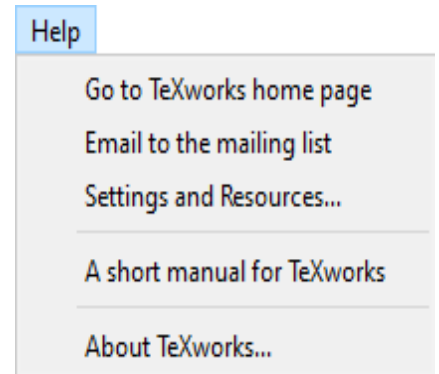 Help
Go to TeXworks home page
Email to the mailing list
Settings and Resources...
A short manual for TeXworks
About TeXworks...